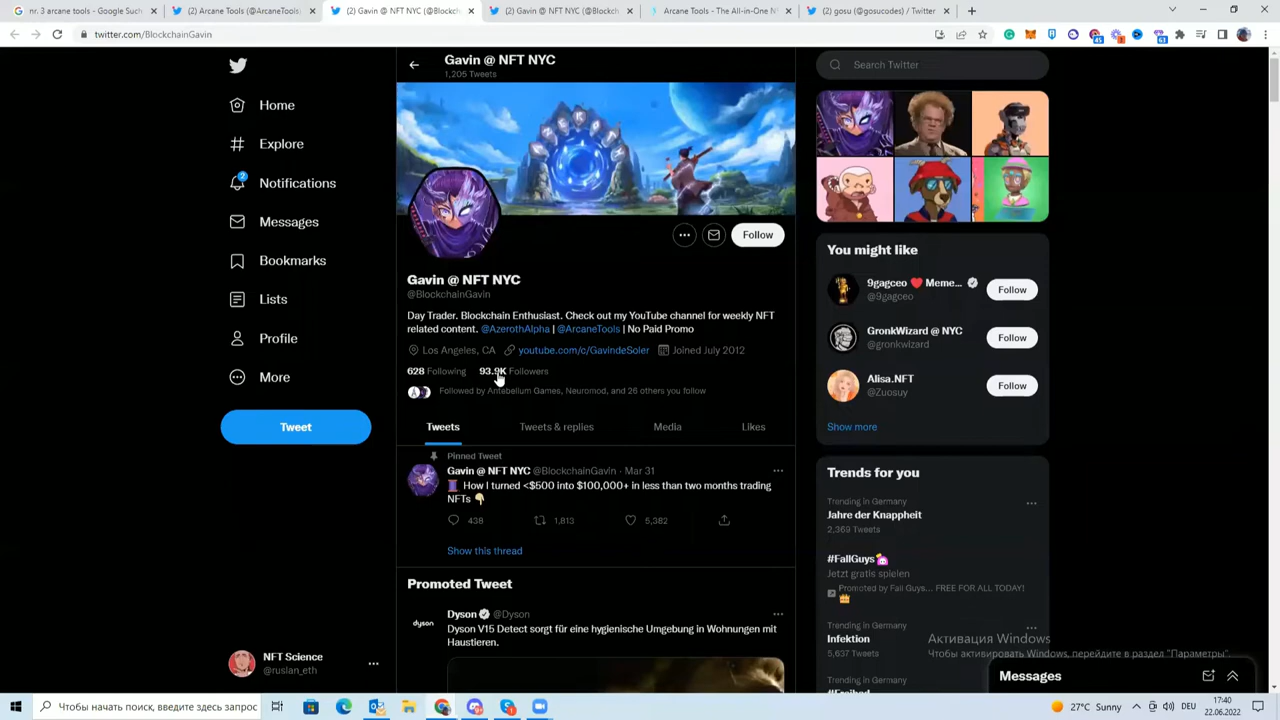 nr. 3 arcane tools - Google Such
(2) Arcane Tools (@ArcaneTools)
(2) Gavin @ NFT NYC (@Blockch
(2) Gavin @ NFT NYC (@Blockch
Arcane Tools - The All-in-One N
(2) gosu (@gosucodes) / Twitter
twitter.com/BlockchainGavin
45
61
Gavin @ NFT NYC
1,205 Tweets
Search Twitter
Home
Explore
2
Notifications
Messages
Bookmarks
Lists
Profile
More
Tweet
NFT Science
@ruslan_eth
ZEKITSUNE
Follow
Gavin @ NFT NYC
@BlockchainGavin
Day Trader. Blockchain Enthusiast. Check out my YouTube channel for weekly NFT
related content. @AzerothAlpha | @ArcaneTools | No Paid Promo
Los Angeles, CA youtube.com/c/GavindeSoler Joined July 2012
628 Following 93.9K Followers
Followed by Antebellum Games, Neuromod, and 26 others you follow
Tweets Tweets & replies Media Likes
Pinned Tweet
Gavin @ NFT NYC @BlockchainGavin · Mar 31
How I turned <$500 into $100,000+ in less than two months trading
NFTs
438 1,813 5,382
Show this thread
Promoted Tweet
Dyson @Dyson
dyson
Dyson V15 Detect sorgt für eine hygienische Umgebung in Wohnungen mit
Haustieren.
You might like
9gagceo Meme...
@9gagceo
Follow
GronkWizard @ NYC
@gronkwizard
Follow
Alisa.NFT
@Zuosuy
Follow
Show more
Trends for you
Trending in Germany
Jahre der Knappheit
2,369 Tweets
#FallGuys
Jetzt gratis spielen
Promoted by Fall Guys... FREE FOR ALL TODAY!
Trending in Germany
Infektion
5,637 Tweets
Trending in Germany
#Freibad
Активация Windows
Чтобы активировать Windows, перейдите в раздел "Параметры".
Messages
Чтобы начать поиск, введите здесь запрос
27°C Sunny
DEU
17:40
22.06.2022